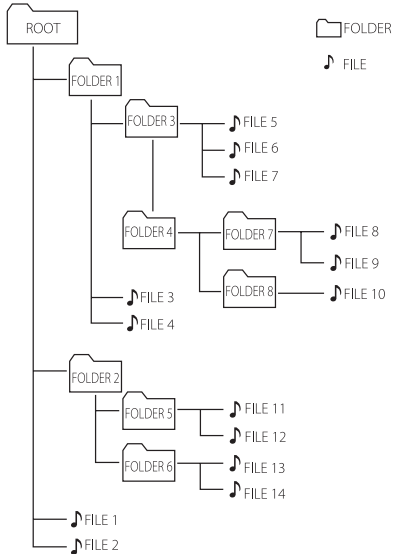 ROOT
FOLDER
FILE
FOLDER 1
FOLDER 3
FILE 5
FILE 6
FILE 7
FOLDER 4
FOLDER 7
FILE 8
FILE 9
FOLDER 8
FILE 10
FILE 3
FILE 4
FOLDER 2
FOLDER 5
FILE 11
FILE 12
FOLDER 6
FILE 13
FILE 14
FILE 1
FILE 2